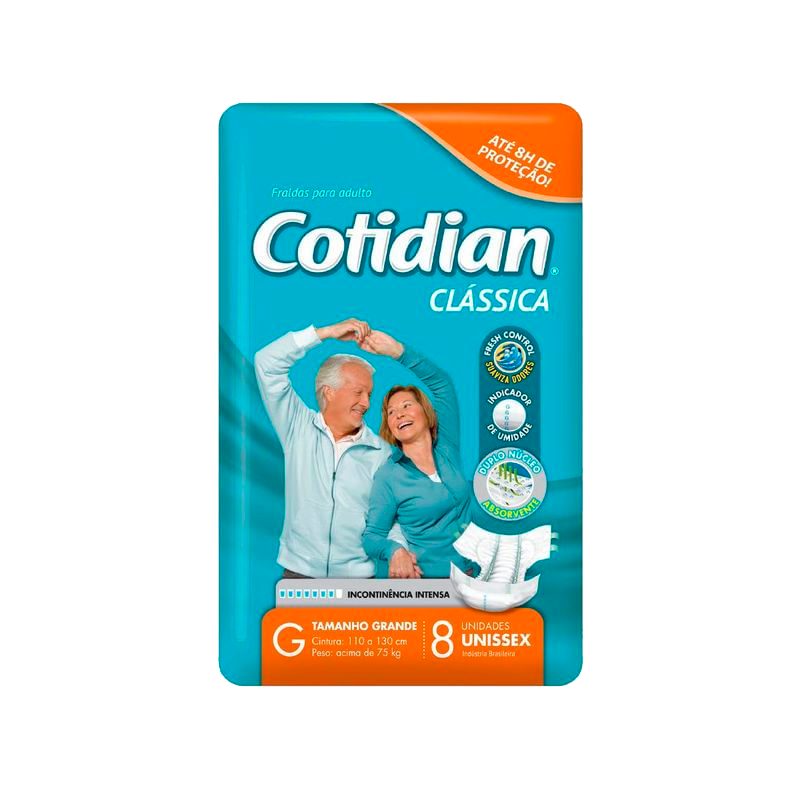 ATÉ 8H DE
PROTEÇÃO!
Fraldas para adulto
Cotidian®
CLÁSSICA
FRESH CONTROL
SUAVIZA ODORES
INDICADOR
DE UMIDADE
DUPLO NÚCLEO
ABSORVENTE
INCONTINÊNCIA INTENSA
G
TAMANHO GRANDE
Cintura: 110 a 130 cm
Peso: acima de 75 kg
8
UNIDADES
UNISSEX
Indústria Brasileira